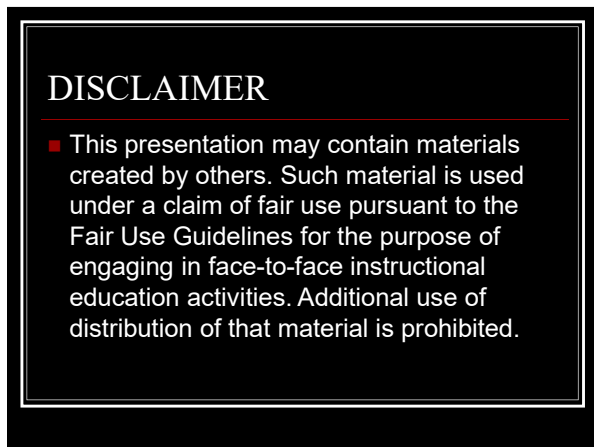 DISCLAIMER
This presentation may contain materials
created by others. Such material is used
under a claim of fair use pursuant to the
Fair Use Guidelines for the purpose of
engaging in face-to-face instructional
education activities. Additional use of
distribution of that material is prohibited.